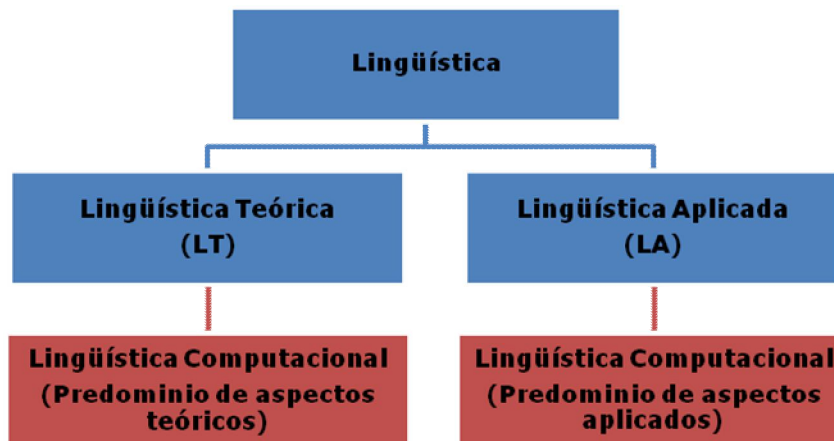 Lingüística
Lingüística Teórica
(LT)
Lingüística Aplicada
(LA)
Lingüística Computacional
(Predominio de aspectos
teóricos)
Lingüística Computacional
(Predominio de aspectos
aplicados)